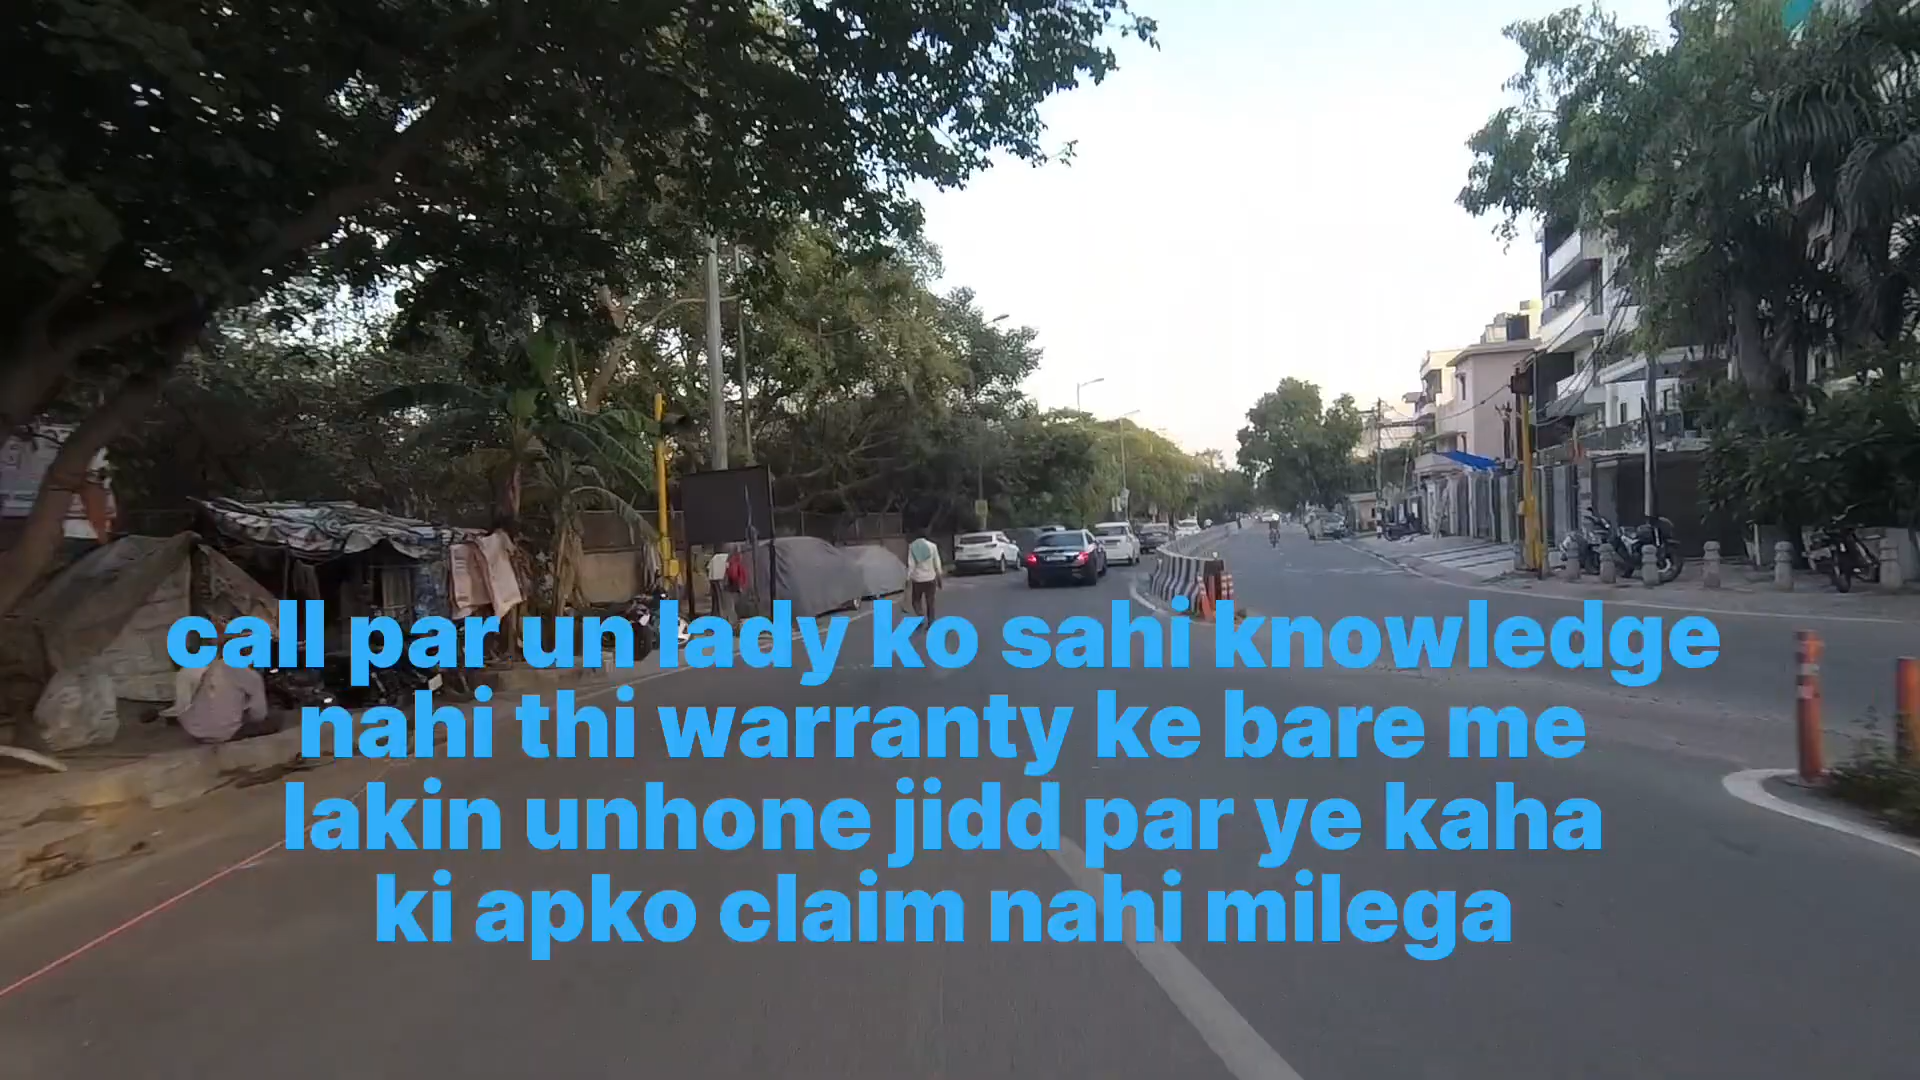 call par un lady ko sahi knowledge
nahi thi warranty ke bare me
lakin unhone jidd par ye kaha
ki apko claim nahi milega